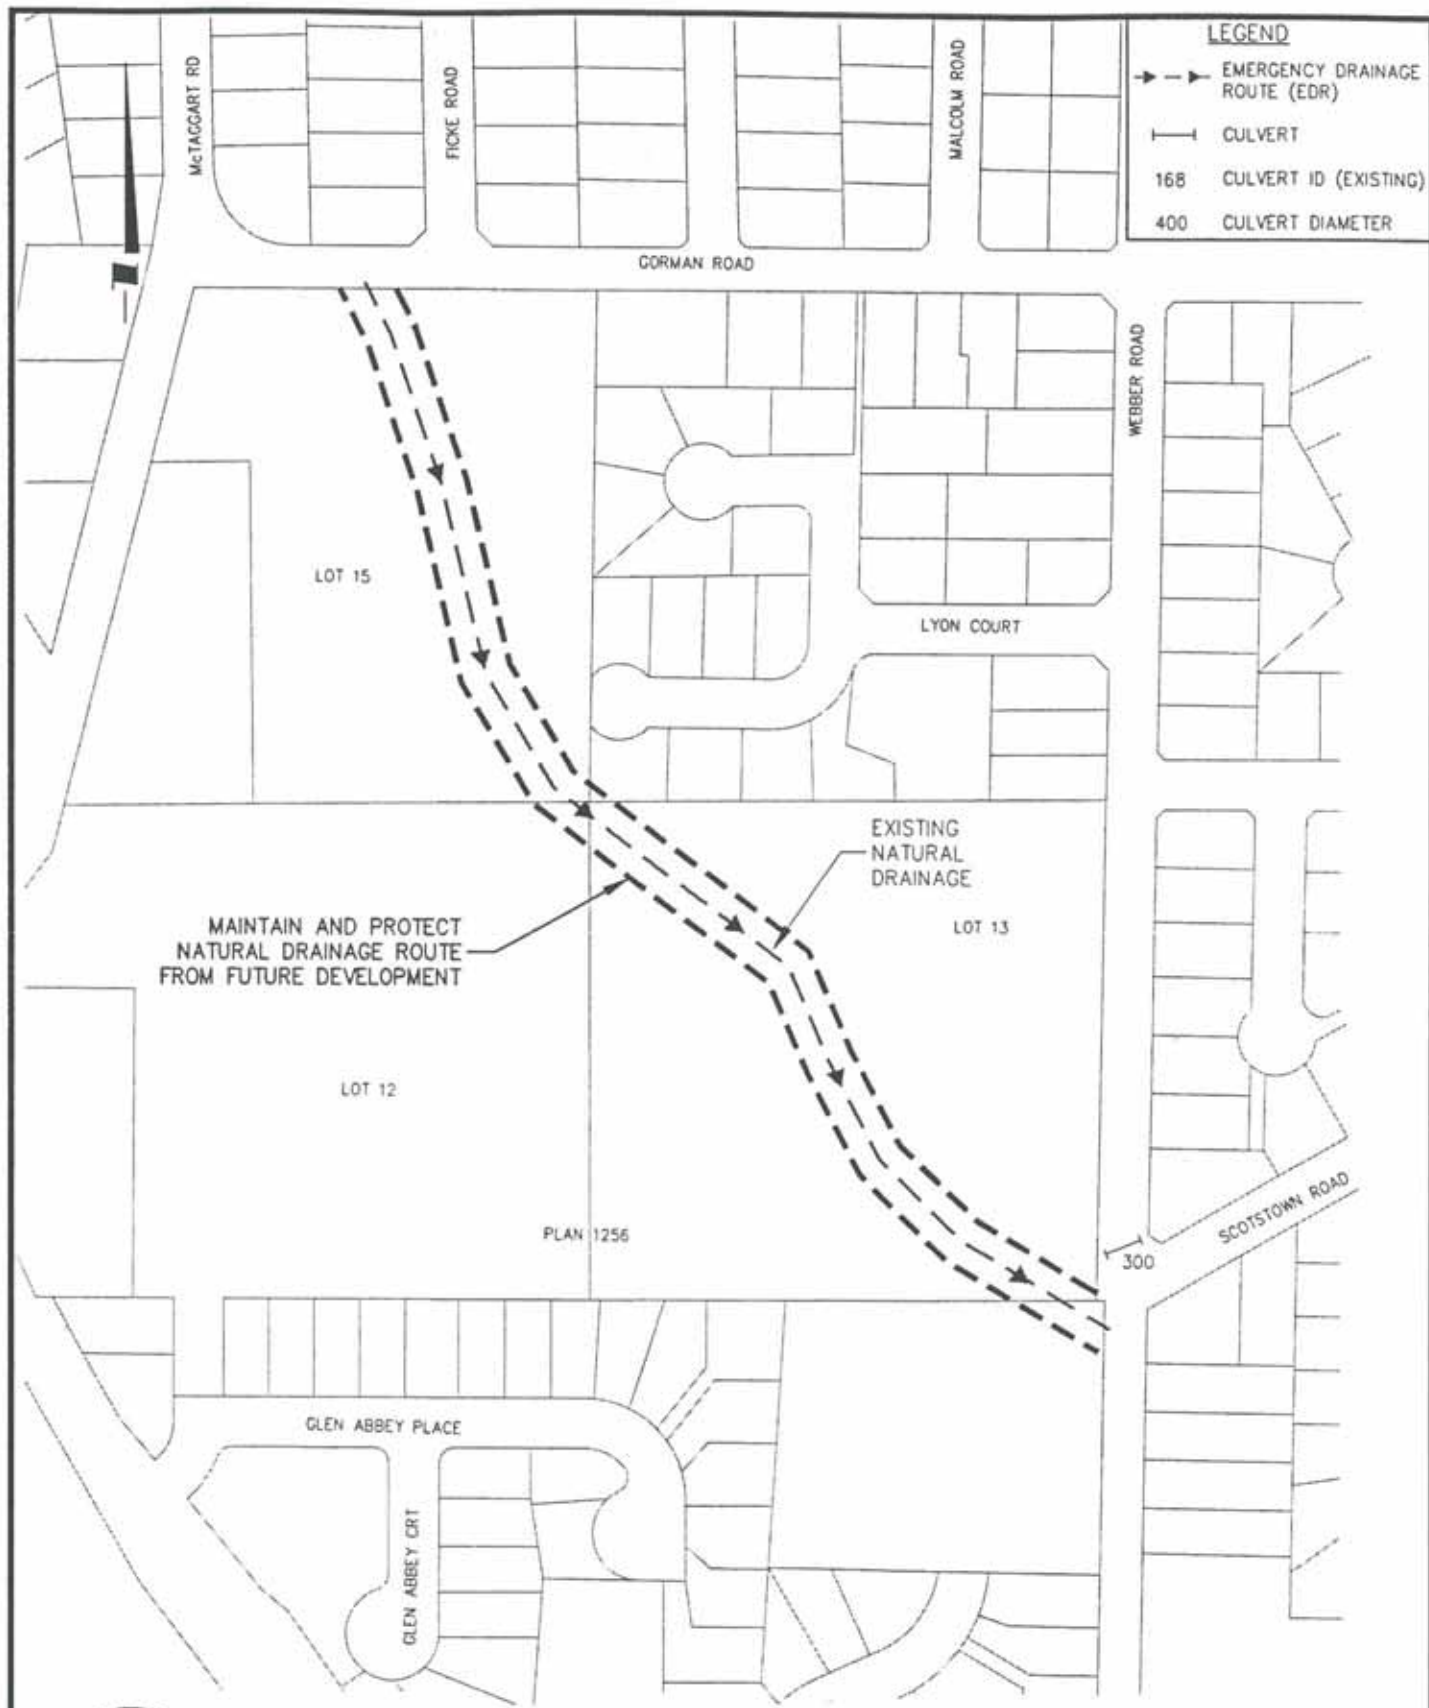 LEGEND
EMERGENCY DRAINAGE
ROUTE (EDR)
CULVERT
168 CULVERT ID (EXISTING)
400 CULVERT DIAMETER
McTAGGART RD
FICKE ROAD
MALCOLM ROAD
GORMAN ROAD
WEBBER ROAD
LOT 15
LYON COURT
EXISTING
NATURAL
DRAINAGE
MAINTAIN AND PROTECT
NATURAL DRAINAGE ROUTE
FROM FUTURE DEVELOPMENT
LOT 13
LOT 12
PLAN 1256
SCOTSTOWN ROAD
300
GLEN ABBEY PLACE
GLEN ABBEY CRT